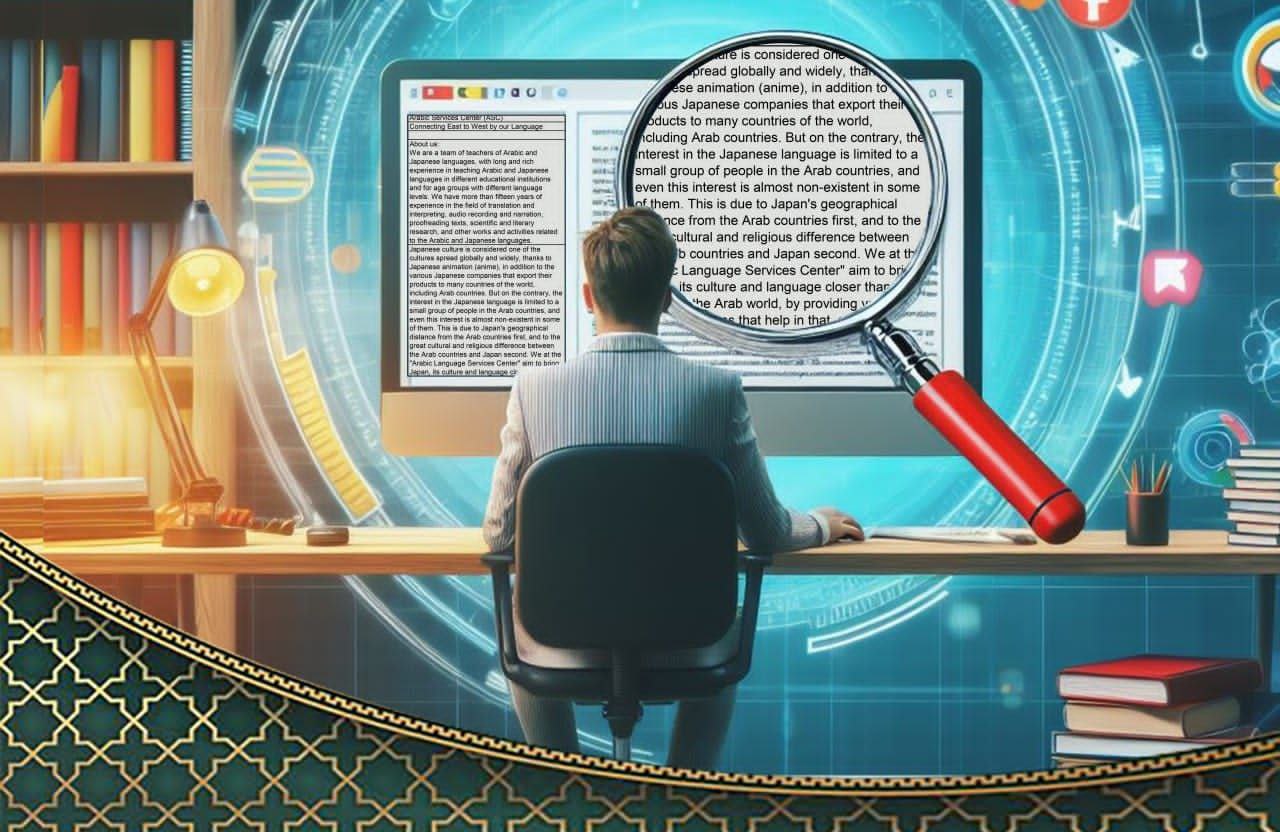 Arabic Services Center (ASC)
Connecting East to West by our Language
About us:
We are a team of teachers of Arabic and
Japanese languages, with long and rich
experience in teaching Arabic and Japanese
languages in different educational institutions
and for age groups with different language
levels. We have more than fifteen years of
experience in the field of translation and
interpreting, audio recording and narration,
proofreading texts, scientific and literary
research, and other works and activities related
to the Arabic and Japanese languages.
Japanese culture is considered one of the
cultures spread globally and widely, thanks to
Japanese animation (anime), in addition to the
various Japanese companies that export their
products to many countries of the world,
including Arab countries. But on the contrary, the
interest in the Japanese language is limited to a
small group of people in the Arab countries, and
even this interest is almost non-existent in some
of them. This is due to Japan's geographical
distance from the Arab countries first, and to the
great cultural and religious difference between
the Arab countries and Japan second. We at the
"Arabic Language Services Center" aim to bring
Japan, its culture and language
is considered one
spread globally and widely, than
animation (anime), in addition to
Japanese companies that export their
oducts to many countries of the world,
including Arab countries. But on the contrary, the
interest in the Japanese language is limited to a
small group of people in the Arab countries, and
even this interest is almost non-existent in some
of them. This is due to Japan's geographical
nce from the Arab countries first, and to the
cultural and religious difference between
b countries and Japan second. We at th
c Language Services Center" aim to bri
its culture and language closer than
the Arab world, by providing
that help in that